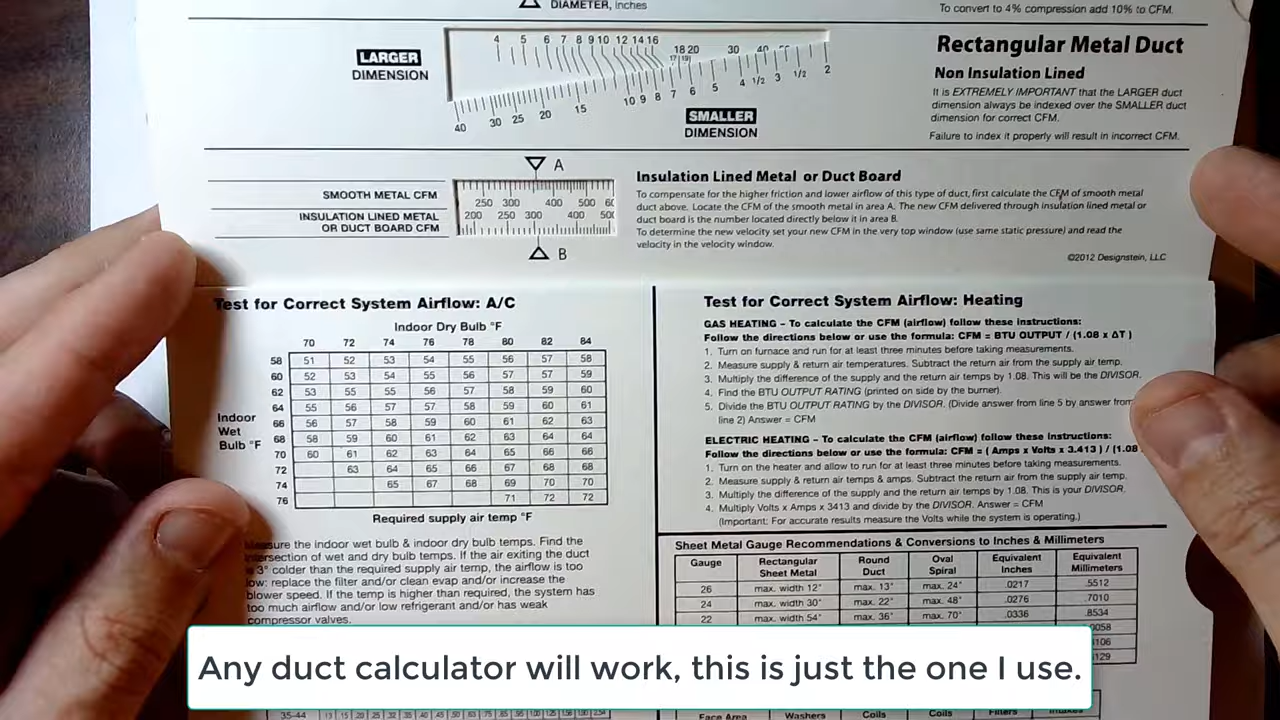 DIAMETER, inches
To convert to 4% compression add 10% to CFM.
4 5 6 7 8 9 10 12 14 16
18 20 30 40
17 19
LARGER
DIMENSION
40 30 25 20 15 10 9 8 7 6 5 4 1/2 3 1/2 2
SMALLER
DIMENSION
Rectangular Metal Duct
Non Insulation Lined
It is EXTREMELY IMPORTANT that the LARGER duct
dimension always be indexed over the SMALLER duct
dimension for correct CFM.
Failure to index it properly will result in incorrect CFM.
A
SMOOTH METAL CFM
250 300 400 500
INSULATION LINED METAL
OR DUCT BOARD CFM
200 250 300 400
B
Insulation Lined Metal or Duct Board
To compensate for the higher friction and lower airflow of this type of duct, first calculate the CFM of smooth metal
duct above. Locate the CFM of the smooth metal in area A. The new CFM delivered through insulation lined metal or
duct board is the number located directly below it in area B.
To determine the new velocity set your new CFM in the very top window (use same static pressure) and read the
velocity in the velocity window.
©2012 Designstein, LLC
Test for Correct System Airflow: A/C
Indoor Dry Bulb °F
70 72 74 76 78 80 82 84
58 51 52 53 54 55 56 57 58
60 52 53 54 55 56 57 57 59
62 53 55 55 56 57 58 59 60
64 55 56 57 57 58 59 60 61
66 56 57 58 59 60 61 62 63
68 58 59 60 61 62 63 64 64
70 60 61 62 63 64 65 66 66
72 63 64 65 66 67 68 68
74 65 67 68 69 70 70
76 71 72 72
Indoor
Wet
Bulb °F
Required supply air temp °F
Measure the indoor wet bulb & indoor dry bulb temps. Find the
intersection of wet and dry bulb temps. If the air exiting the duct
3° colder than the required supply air temp, the airflow is too
low: replace the filter and/or clean evap and/or increase the
blower speed. If the temp is higher than required, the system has
too much airflow and/or low refrigerant and/or has weak
compressor valves.
Test for Correct System Airflow: Heating
GAS HEATING – To calculate the CFM (airflow) follow these instructions:
Follow the directions below or use the formula: CFM = BTU OUTPUT / (1.08 x ΔT )
1. Turn on furnace and run for at least three minutes before taking measurements.
2. Measure supply & return air temperatures. Subtract the return air from the supply air temp.
3. Multiply the difference of the supply and the return air temps by 1.08. This will be the DIVISOR.
4. Find the BTU OUTPUT RATING (printed on side by the burner).
5. Divide the BTU OUTPUT RATING by the DIVISOR. (Divide answer from line 5 by answer from
line 2) Answer = CFM
ELECTRIC HEATING – To calculate the CFM (airflow) follow these instructions:
Follow the directions below or use the formula: CFM = ( Amps x Volts x 3.413 ) / (1.08
1. Turn on the heater and allow to run for at least three minutes before taking measurements.
2. Measure supply & return air temps & amps. Subtract the return air from the supply air temp.
3. Multiply the difference of the supply and the return air temps by 1.08. This is your DIVISOR.
4. Multiply Volts x Amps x 3413 and divide by the DIVISOR. Answer = CFM
(Important: For accurate results measure the Volts while the system is operating.)
Sheet Metal Gauge Recommendations & Conversions to Inches & Millimeters
Gauge Rectangular Sheet Metal Round Duct Oval Spiral Equivalent Inches Equivalent Millimeters
26 max. width 12" max. 13" max. 24" .0217 .5512
24 max. width 30" max. 22" max. 48" .0276 .7010
22 max. width 54" max. 36" max. 70" .0336 .8534
Any duct calculator will work, this is just the one I use.
35-44
Face Area Washers Coils Coils Filters